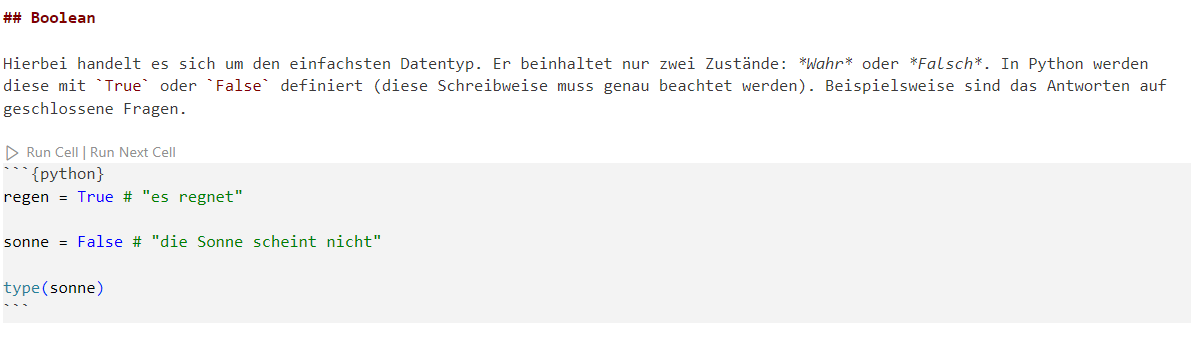 ## Boolean
Hierbei handelt es sich um den einfachsten Datentyp. Er beinhaltet nur zwei Zustände: *Wahr* oder *Falsch*. In Python werden
diese mit `True` oder `False` definiert (diese Schreibweise muss genau beachtet werden). Beispielsweise sind das Antworten auf
geschlossene Fragen.
Run Cell | Run Next Cell
```{python}
regen = True # "es regnet"
sonne = False # "die Sonne scheint nicht"
type(sonne)
```